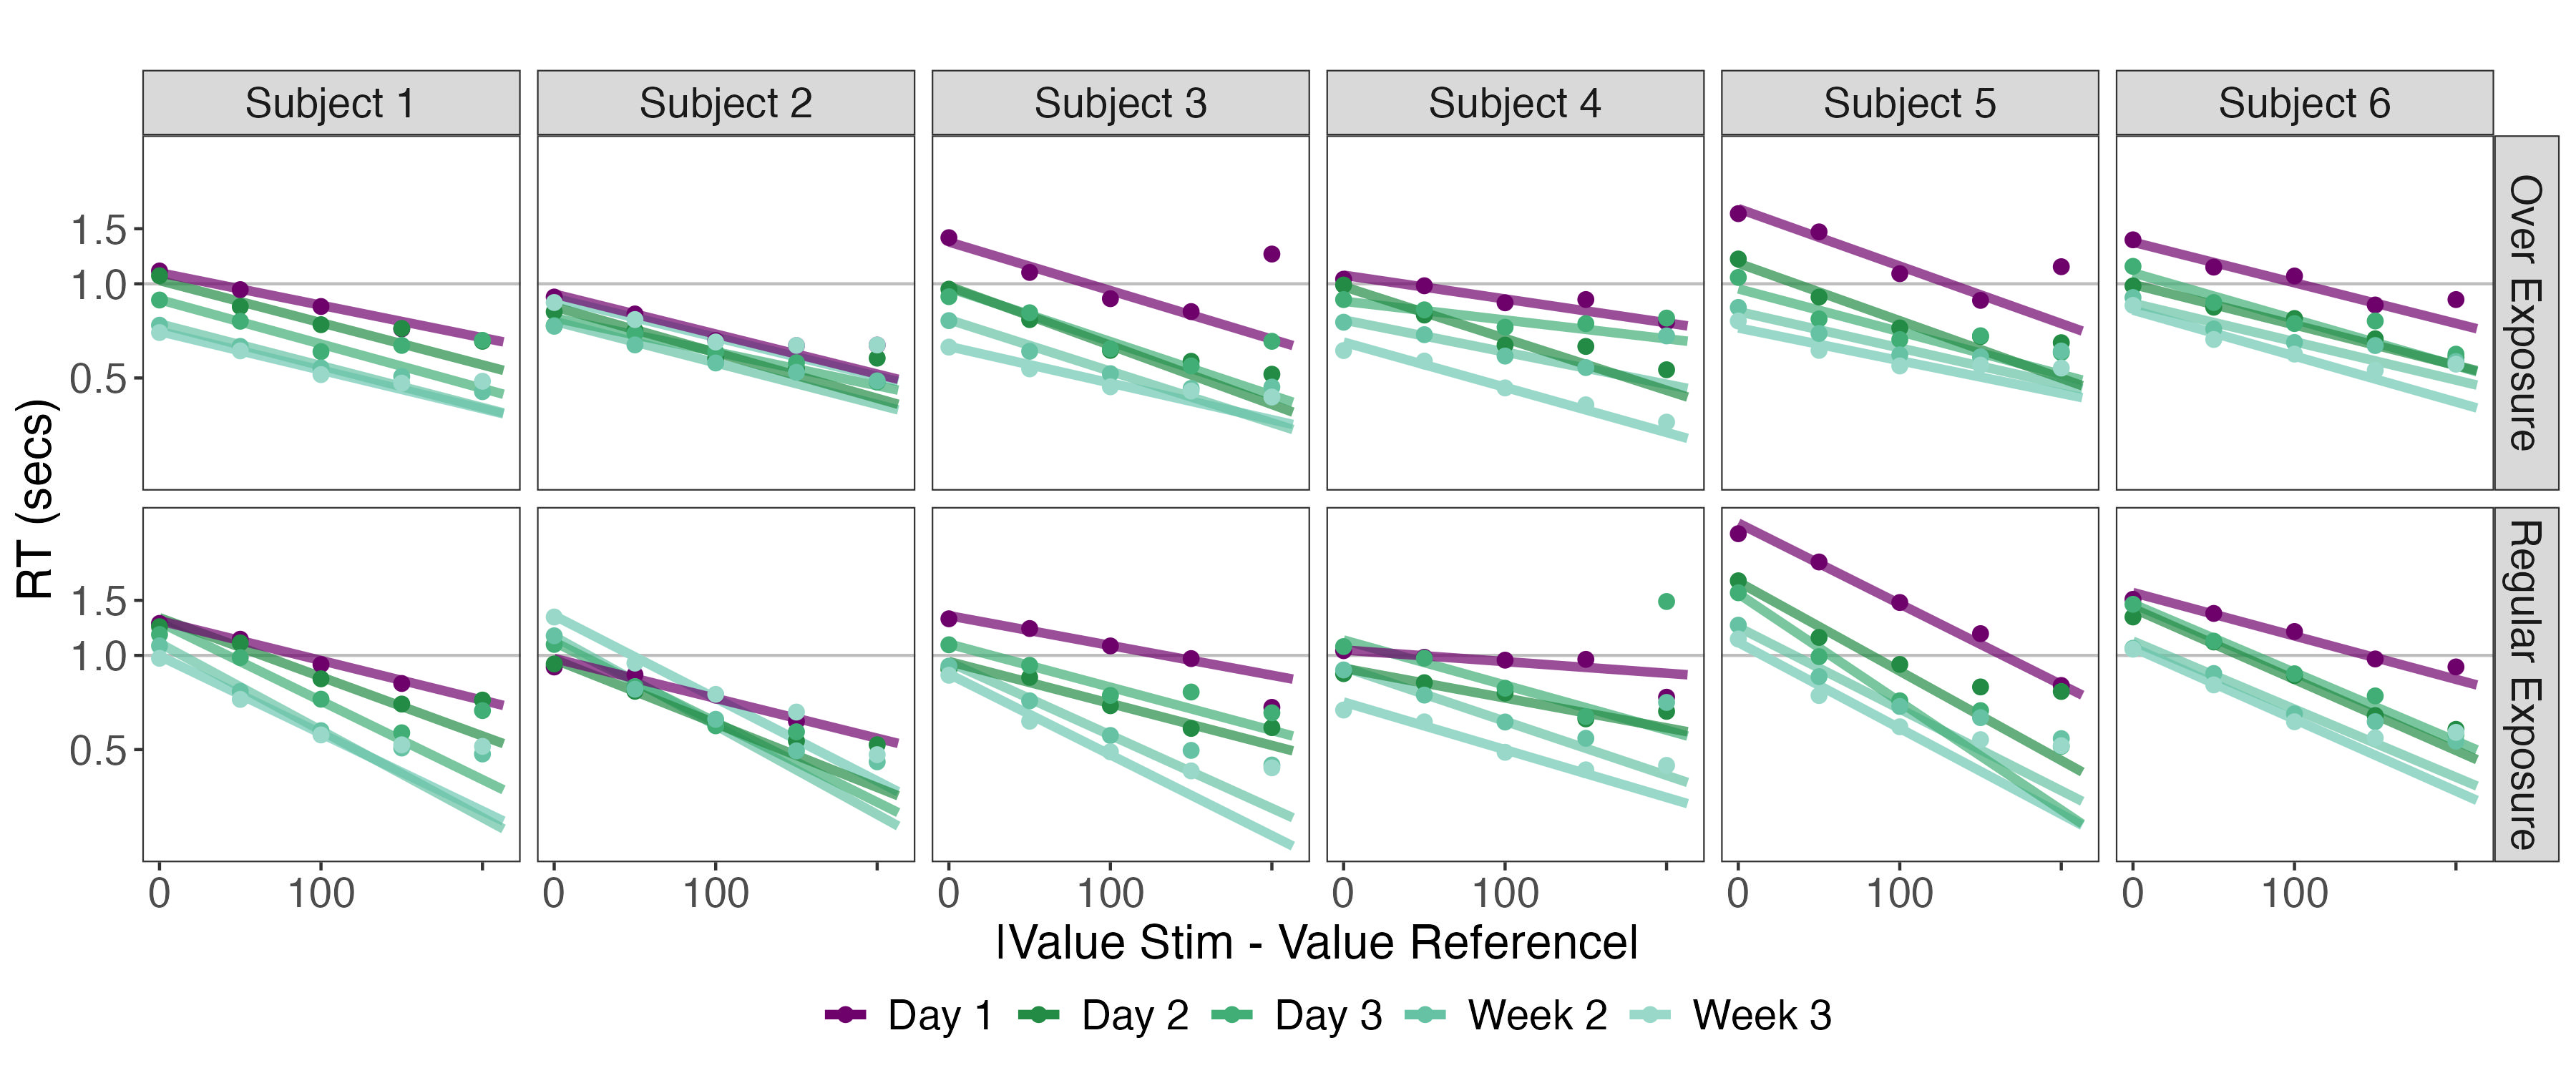 Subject 1
Subject 2
Subject 3
Subject 4
Subject 5
Subject 6
1.5
1.0
0.5
Over Exposure
RT (secs)
1.5
1.0
0.5
Regular Exposure
0 100
0 100
0 100
0 100
0 100
0 100
|Value Stim - Value Reference|
Day 1 Day 2 Day 3 Week 2 Week 3